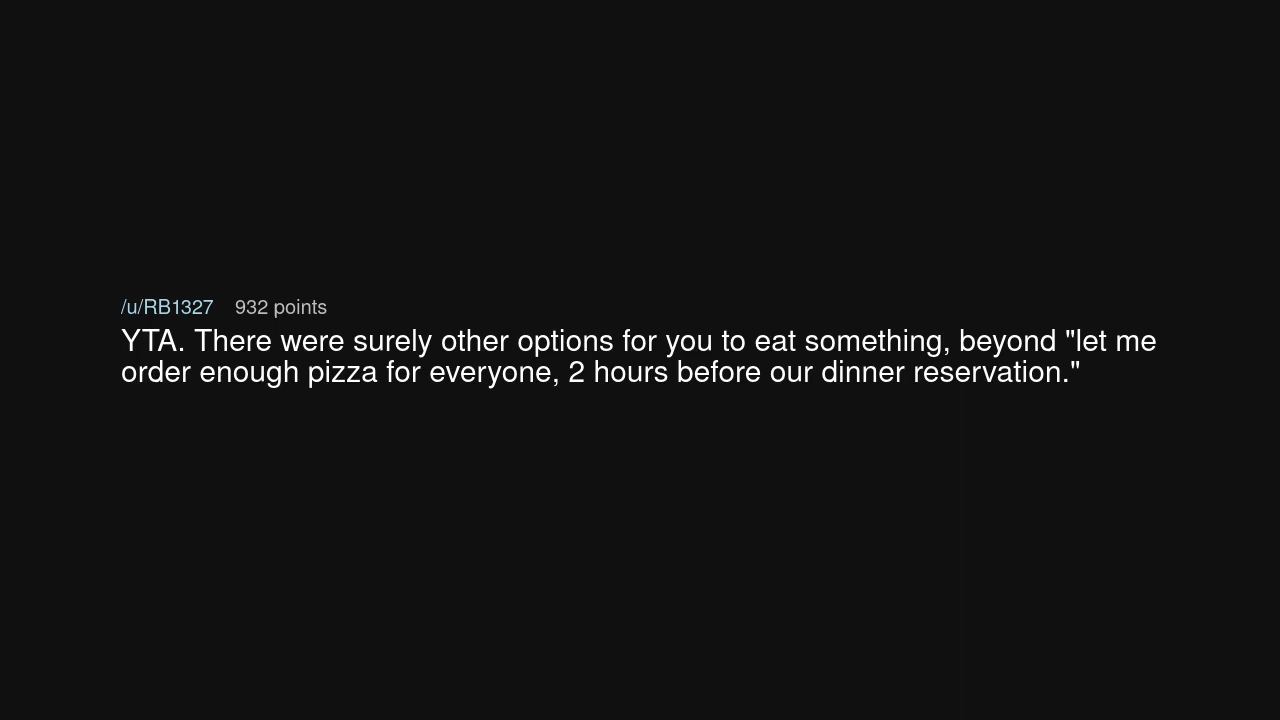 /u/RB1327 932 points
YTA. There were surely other options for you to eat something, beyond "let me
order enough pizza for everyone, 2 hours before our dinner reservation."